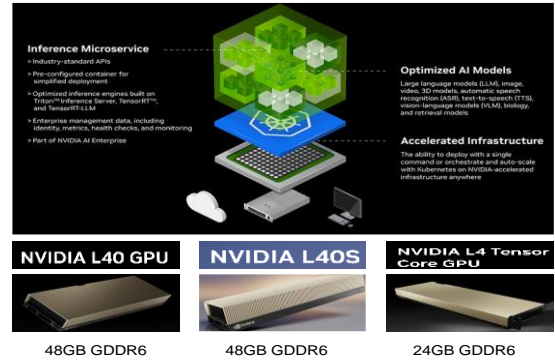 Inference Microservice
> Industry-standard APIs
> Pre-configured container for
simplified deployment
> Optimized inference engines built on
Triton™ Inference Server, TensorRT™,
and TensorRT-LLM
> Enterprise management data, including
identity, metrics, health checks, and monitoring
> Part of NVIDIA AI Enterprise
Optimized AI Models
Large language models (LLM), image,
video, 3D models, automatic speech
recognition (ASR), text-to-speech (TTS),
vision-language models (VLM), biology,
and retrieval models
Accelerated Infrastructure
The ability to deploy with a single
command or orchestrate and auto-scale
with Kubernetes on NVIDIA-accelerated
infrastructure anywhere
NVIDIA L40 GPU
NVIDIA L40S
NVIDIA L4 Tensor
Core GPU
48GB GDDR6
48GB GDDR6
24GB GDDR6